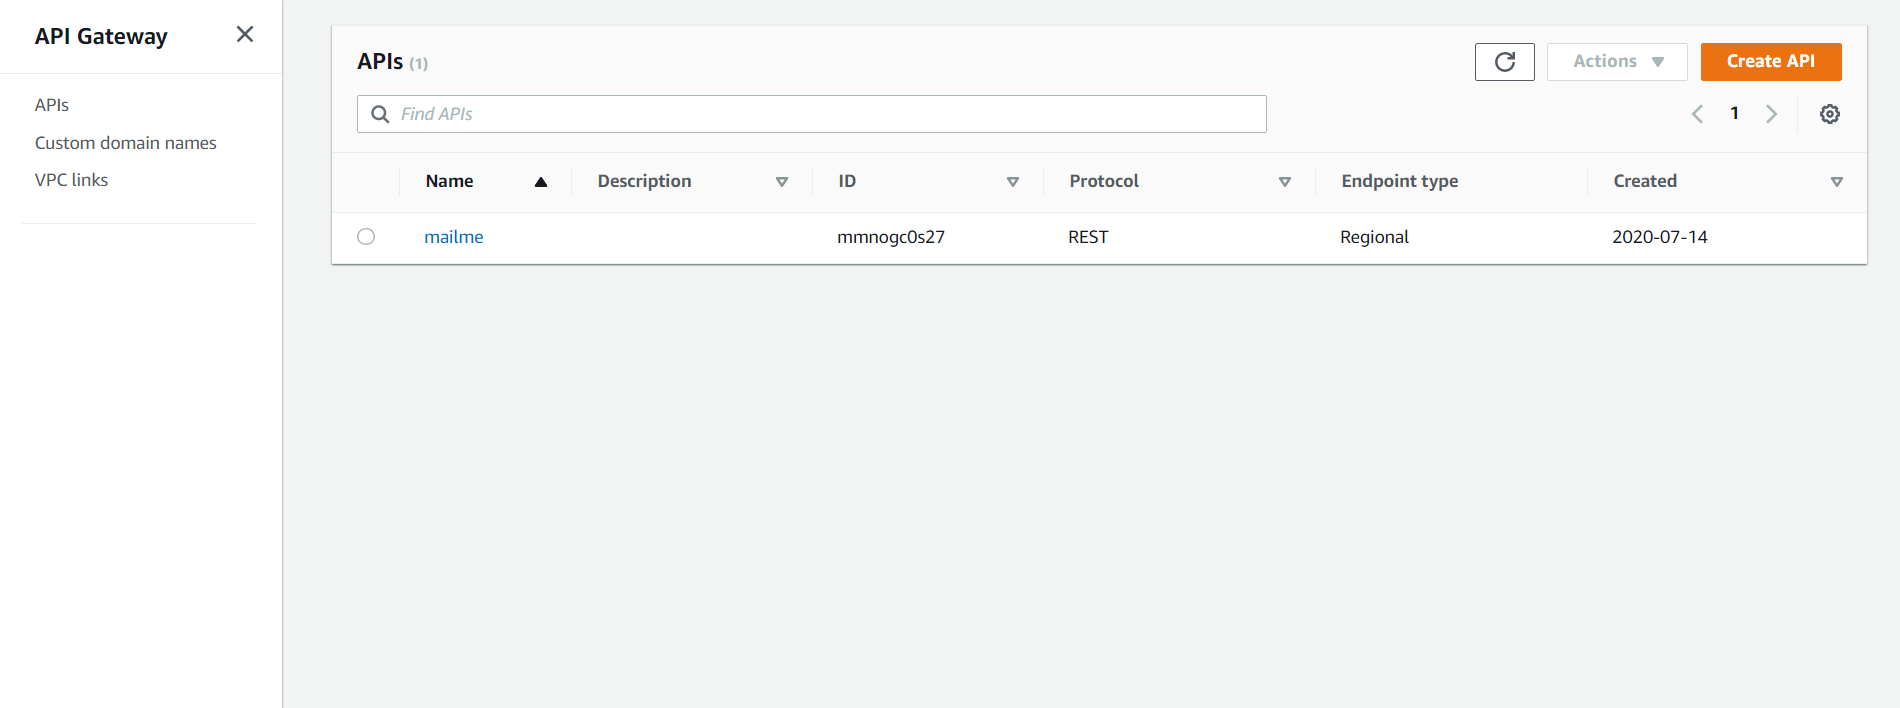 API Gateway
APIs
Custom domain names
VPC links
APIs (1)
Actions
Create API
Find APIs
1
Name Description ID Protocol Endpoint type Created
mailme mmnogc0s27 REST Regional 2020-07-14